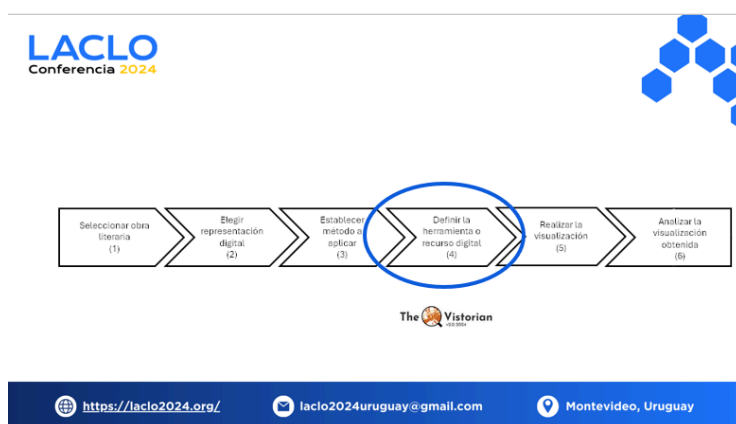 LACLO
Conferencia 2024
Seleccionar obra
literaria
(1)
Elegir
representación
digital
(2)
Establecer
método a
aplicar
(3)
Definir la
herramienta o
recurso digital
(4)
Realizar la
visualización
(5)
Analizar la
visualización
obtenida
(6)
The Vistorian
https://laclo2024.org/
laclo2024uruguay@gmail.com
Montevideo, Uruguay